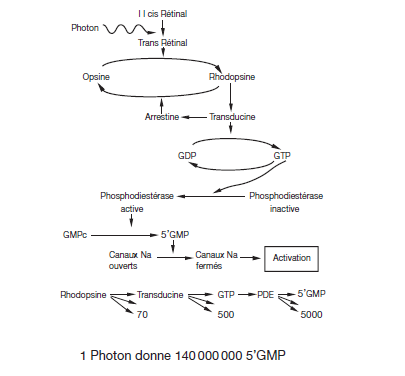 11 cis Rétinal
Photon
Trans Rétinal
Opsine Rhodopsine
Arrestine Transducine
GDP GTP
Phosphodiestérase Phosphodiestérase
active inactive
GMPc 5'GMP
Canaux Na Canaux Na Activation
ouverts fermés
Rhodopsine Transducine GTP PDE 5'GMP
70 500 5000
1 Photon donne 140 000 000 5'GMP